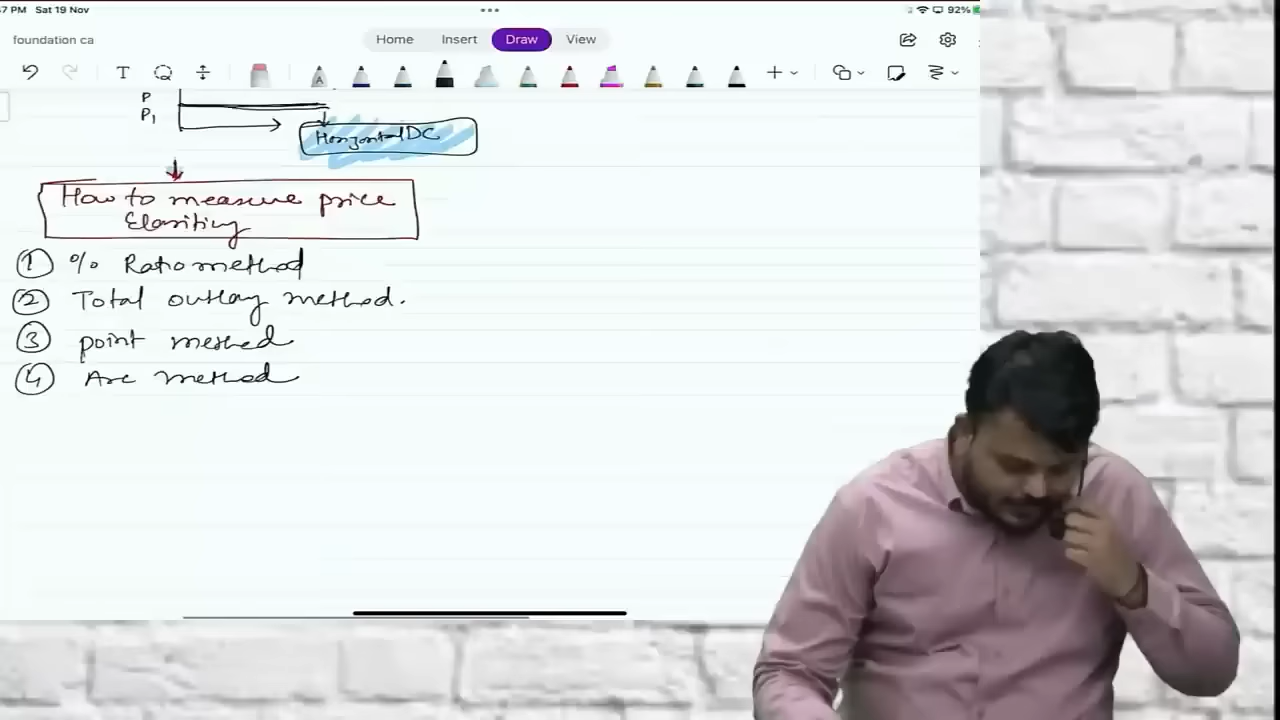 7 PM Sat 19 Nov
92%
foundation ca
Home Insert Draw View
T
A
P
P1
Horizontal DC
How to measure price
Elasiting
① % Ratio method
② Total outlay method.
③ point method
④ Arc method